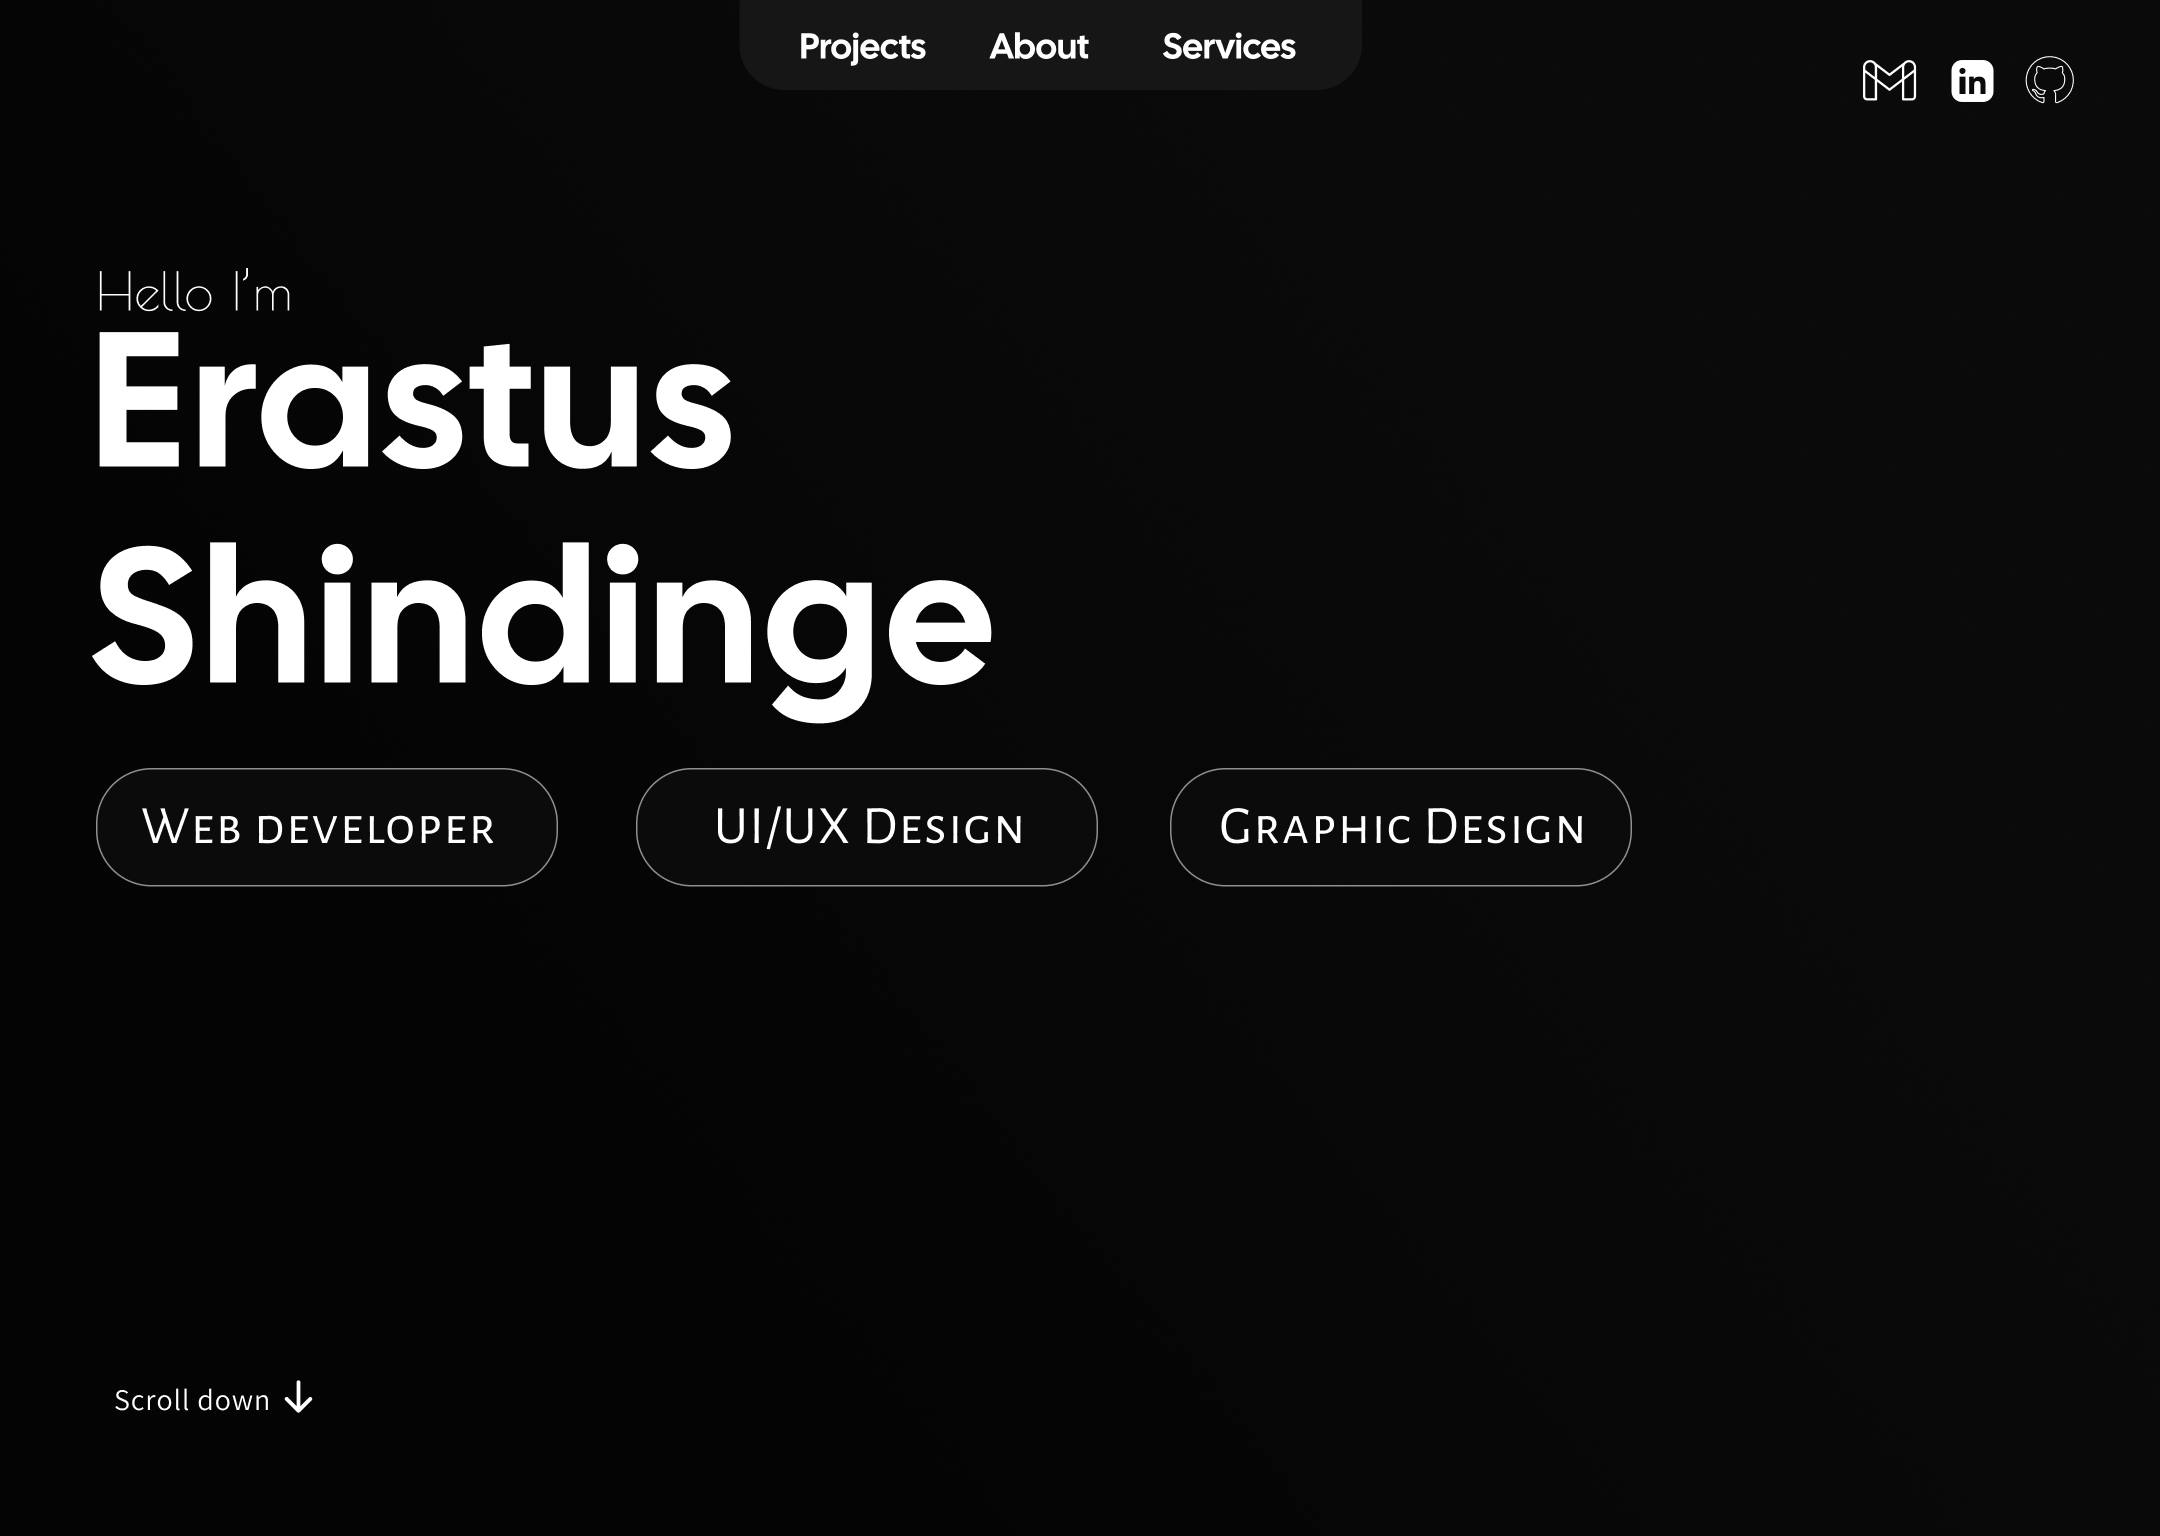 Projects About Services
Hello I'm
Erastus
Shindinge
Web developer UI/UX Design Graphic Design
Scroll down